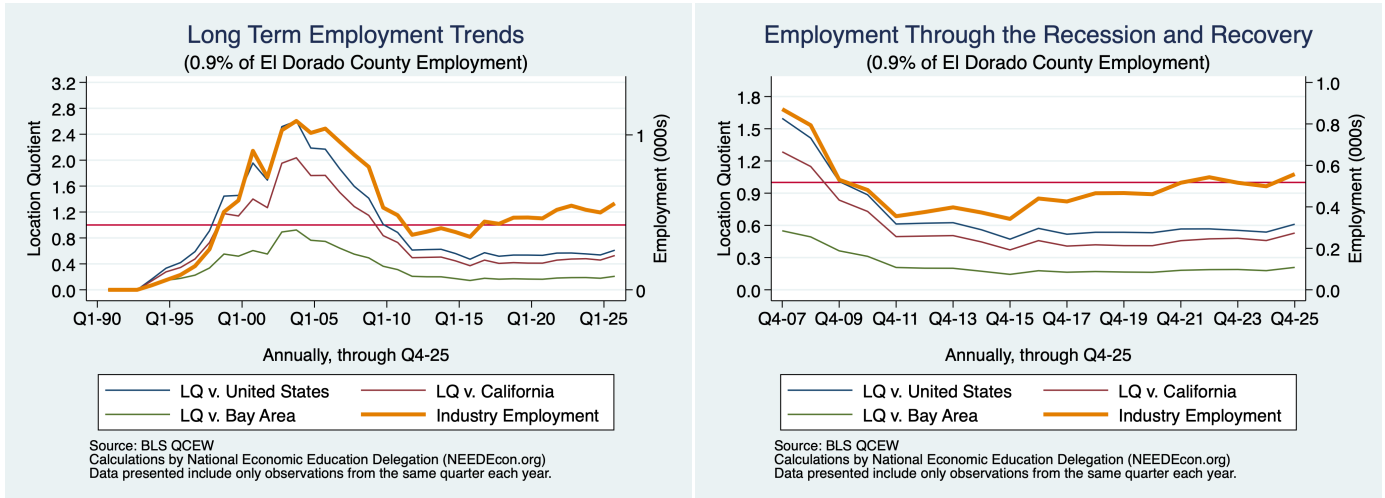 Long Term Employment Trends
(0.9% of El Dorado County Employment)
Location Quotient
3.2
2.8
2.4
2.0
1.6
1.2
0.8
0.4
0.0
1
0
Employment (000s)
Q1-90 Q1-95 Q1-00 Q1-05 Q1-10 Q1-15 Q1-20 Q1-25
Annually, through Q4-25
LQ v. United States LQ v. California
LQ v. Bay Area Industry Employment
Source: BLS QCEW
Calculations by National Economic Education Delegation (NEEDEcon.org)
Data presented include only observations from the same quarter each year.
Employment Through the Recession and Recovery
(0.9% of El Dorado County Employment)
Location Quotient
1.8
1.5
1.2
0.9
0.6
0.3
0.0
1.0
0.8
0.6
0.4
0.2
0.0
Employment (000s)
Q4-07 Q4-09 Q4-11 Q4-13 Q4-15 Q4-17 Q4-19 Q4-21 Q4-23 Q4-25
Annually, through Q4-25
LQ v. United States LQ v. California
LQ v. Bay Area Industry Employment
Source: BLS QCEW
Calculations by National Economic Education Delegation (NEEDEcon.org)
Data presented include only observations from the same quarter each year.